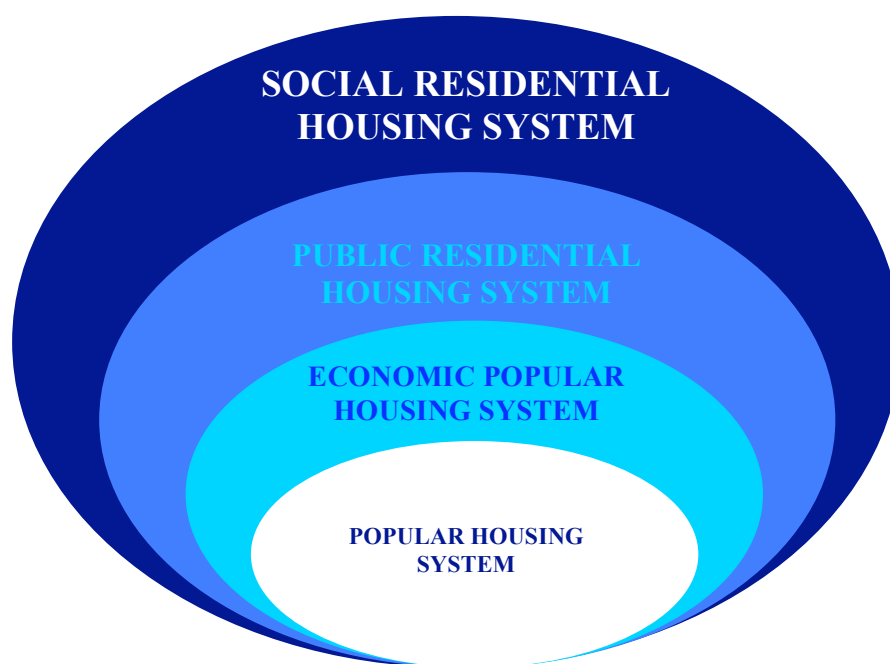 SOCIAL RESIDENTIAL
HOUSING SYSTEM
PUBLIC RESIDENTIAL
HOUSING SYSTEM
ECONOMIC POPULAR
HOUSING SYSTEM
POPULAR HOUSING
SYSTEM